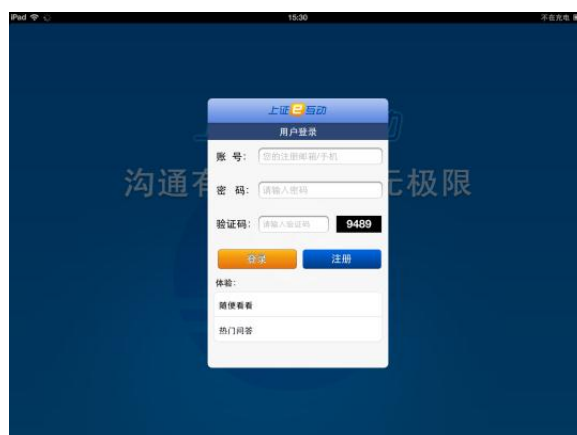 iPad 15:30 不在充电
上证e互动
用户登录
沟通有 无极限
账 号: 您的注册邮箱/手机
密 码: 请输入密码
验证码: 请输入验证码 9489
登录 注册
体验:
随便看看
热门问答